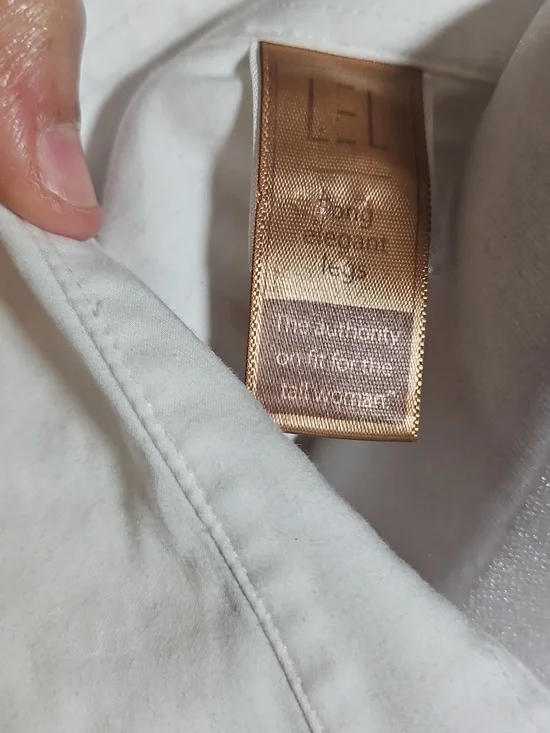 LEL
long
elegant
legs
The authority
on fit for the
tall woman"